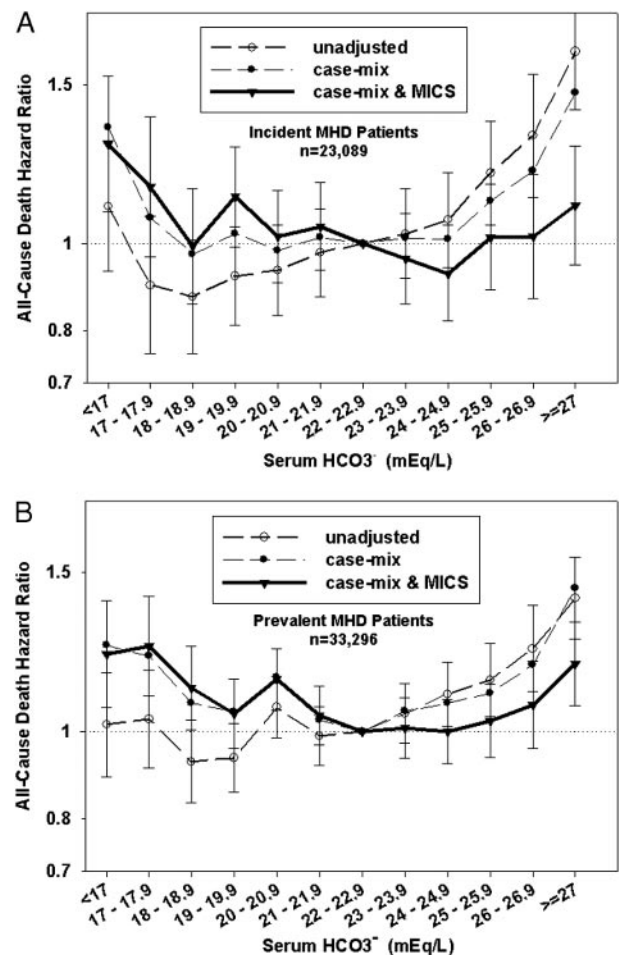 A
unadjusted
case-mix
case-mix & MICS
Incident MHD Patients
n=23,089
All-Cause Death Hazard Ratio
1.5
1
0.8
0.7
<17
17 - 17.9
18 - 18.9
19 - 19.9
20 - 20.9
21 - 21.9
22 - 22.9
23 - 23.9
24 - 24.9
25 - 25.9
26 - 26.9
>=27
Serum HCO3⁻ (mEq/L)
B
unadjusted
case-mix
case-mix & MICS
Prevalent MHD Patients
n=33,296
All-Cause Death Hazard Ratio
1.5
1
0.8
0.7
<17
17 - 17.9
18 - 18.9
19 - 19.9
20 - 20.9
21 - 21.9
22 - 22.9
23 - 23.9
24 - 24.9
25 - 25.9
26 - 26.9
>=27
Serum HCO3⁻ (mEq/L)